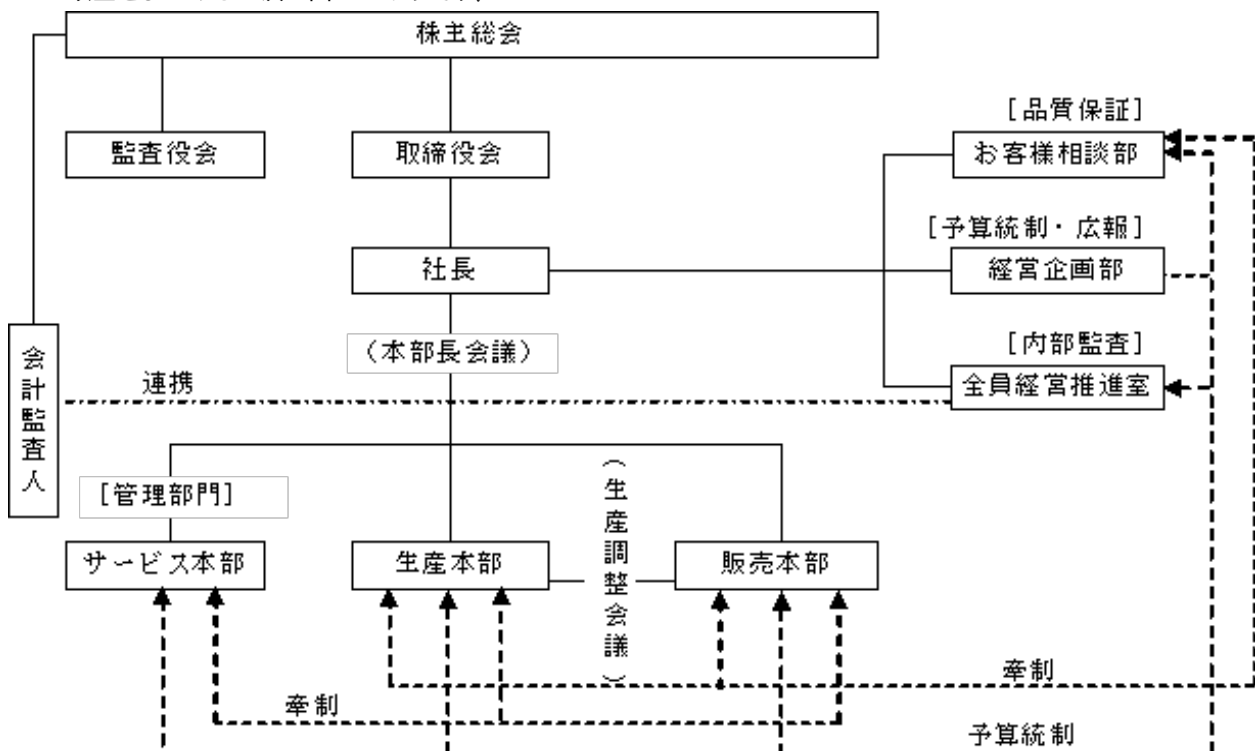 株主総会
[品質保証]
監査役会
取締役会
お客様相談部
[予算統制・広報]
社長
経営企画部
(本部長会議)
[内部監査]
会計監査人
連携
全員経営推進室
[管理部門]
(生産調整会議)
サービス本部
生産本部
販売本部
牽制
牽制
予算統制